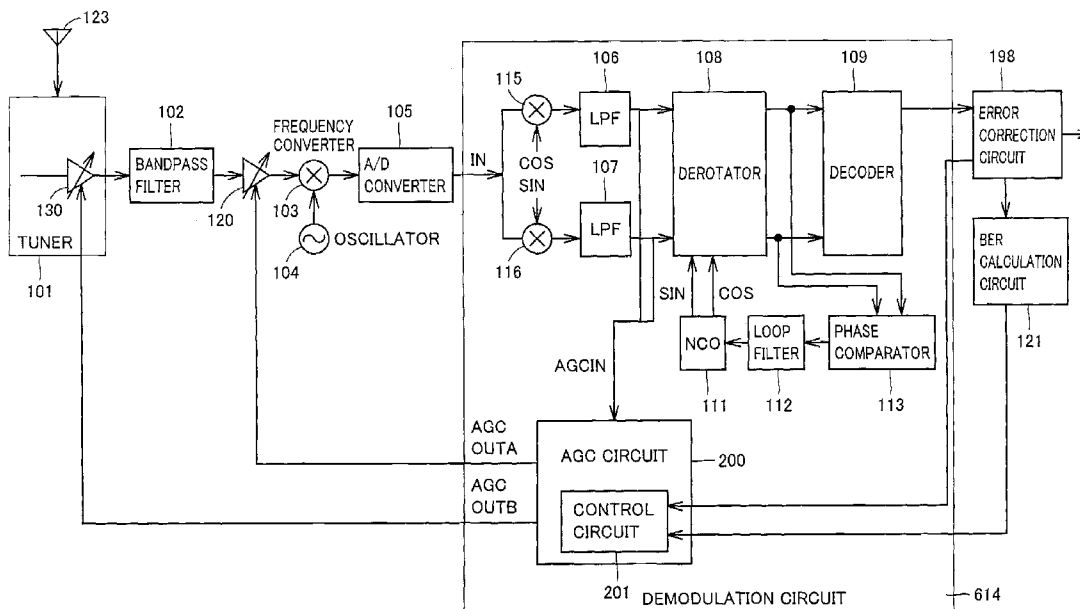 123
130
TUNER
101
102
BANDPASS
FILTER
120
FREQUENCY
CONVERTER
103
OSCILLATOR
104
105
A/D
CONVERTER
IN
115
COS
SIN
116
106
LPF
107
LPF
108
DEROTATOR
109
DECODER
198
ERROR
CORRECTION
CIRCUIT
BER
CALCULATION
CIRCUIT
121
SIN
COS
NCO
111
LOOP
FILTER
112
PHASE
COMPARATOR
113
AGCIN
AGC
OUTA
AGC
OUTB
AGC CIRCUIT
200
CONTROL
CIRCUIT
201
DEMODULATION CIRCUIT
614